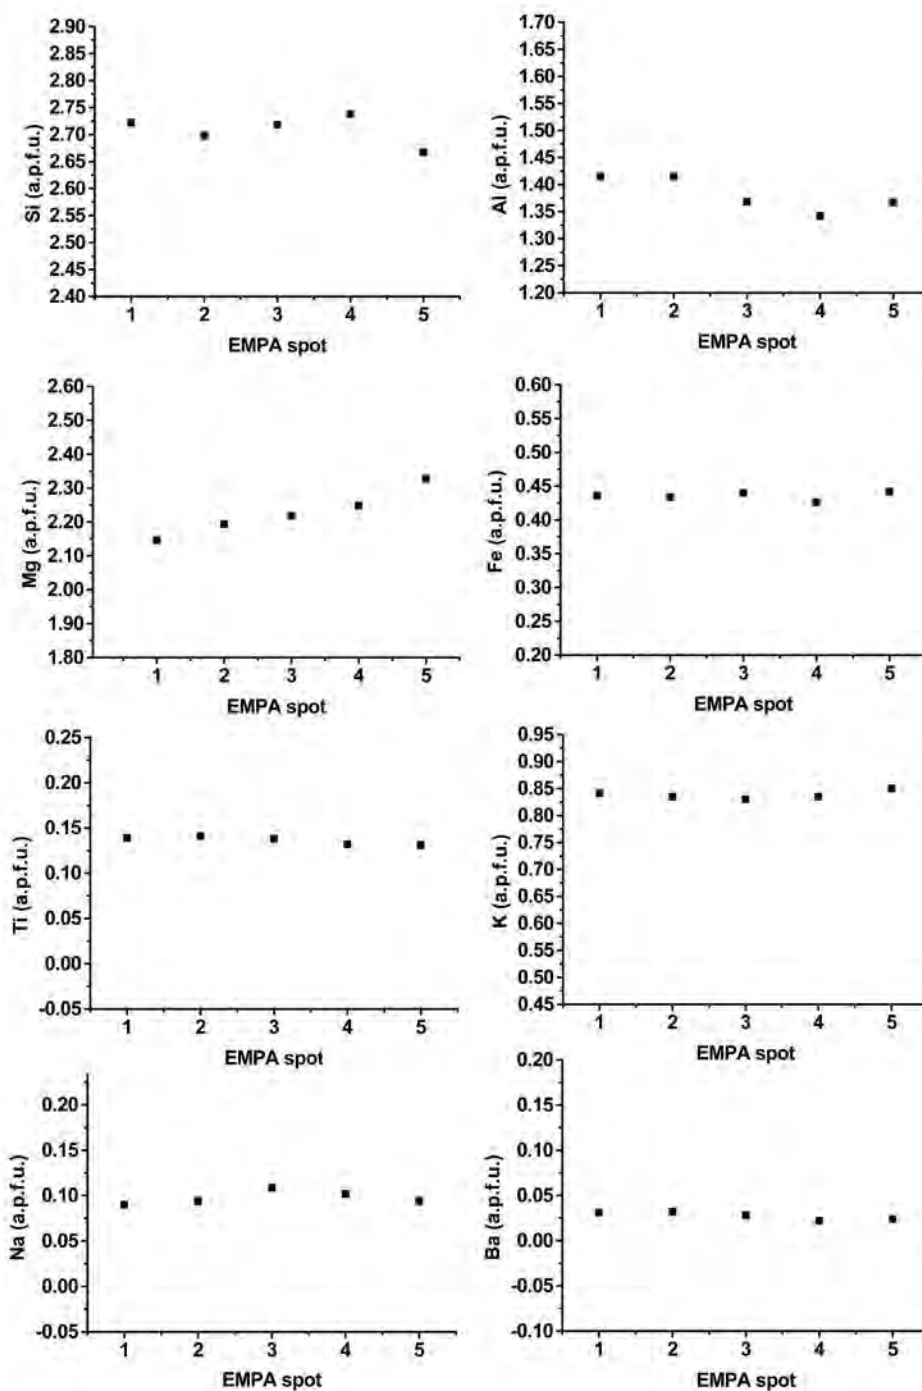 2.90
2.85
2.80
2.75
2.70
2.65
2.60
2.55
2.50
2.45
2.40
Si (a.p.f.u.)
1 2 3 4 5
EMPA spot
1.70
1.65
1.60
1.55
1.50
1.45
1.40
1.35
1.30
1.25
1.20
Al (a.p.f.u.)
1 2 3 4 5
EMPA spot
2.60
2.50
2.40
2.30
2.20
2.10
2.00
1.90
1.80
Mg (a.p.f.u.)
1 2 3 4 5
EMPA spot
0.60
0.55
0.50
0.45
0.40
0.35
0.30
0.25
0.20
Fe (a.p.f.u.)
1 2 3 4 5
EMPA spot
0.25
0.20
0.15
0.10
0.05
0.00
-0.05
Ti (a.p.f.u.)
1 2 3 4 5
EMPA spot
0.95
0.90
0.85
0.80
0.75
0.70
0.65
0.60
0.55
0.50
0.45
K (a.p.f.u.)
1 2 3 4 5
EMPA spot
0.20
0.15
0.10
0.05
0.00
-0.05
Na (a.p.f.u.)
1 2 3 4 5
EMPA spot
0.20
0.15
0.10
0.05
0.00
-0.05
-0.10
Ba (a.p.f.u.)
1 2 3 4 5
EMPA spot